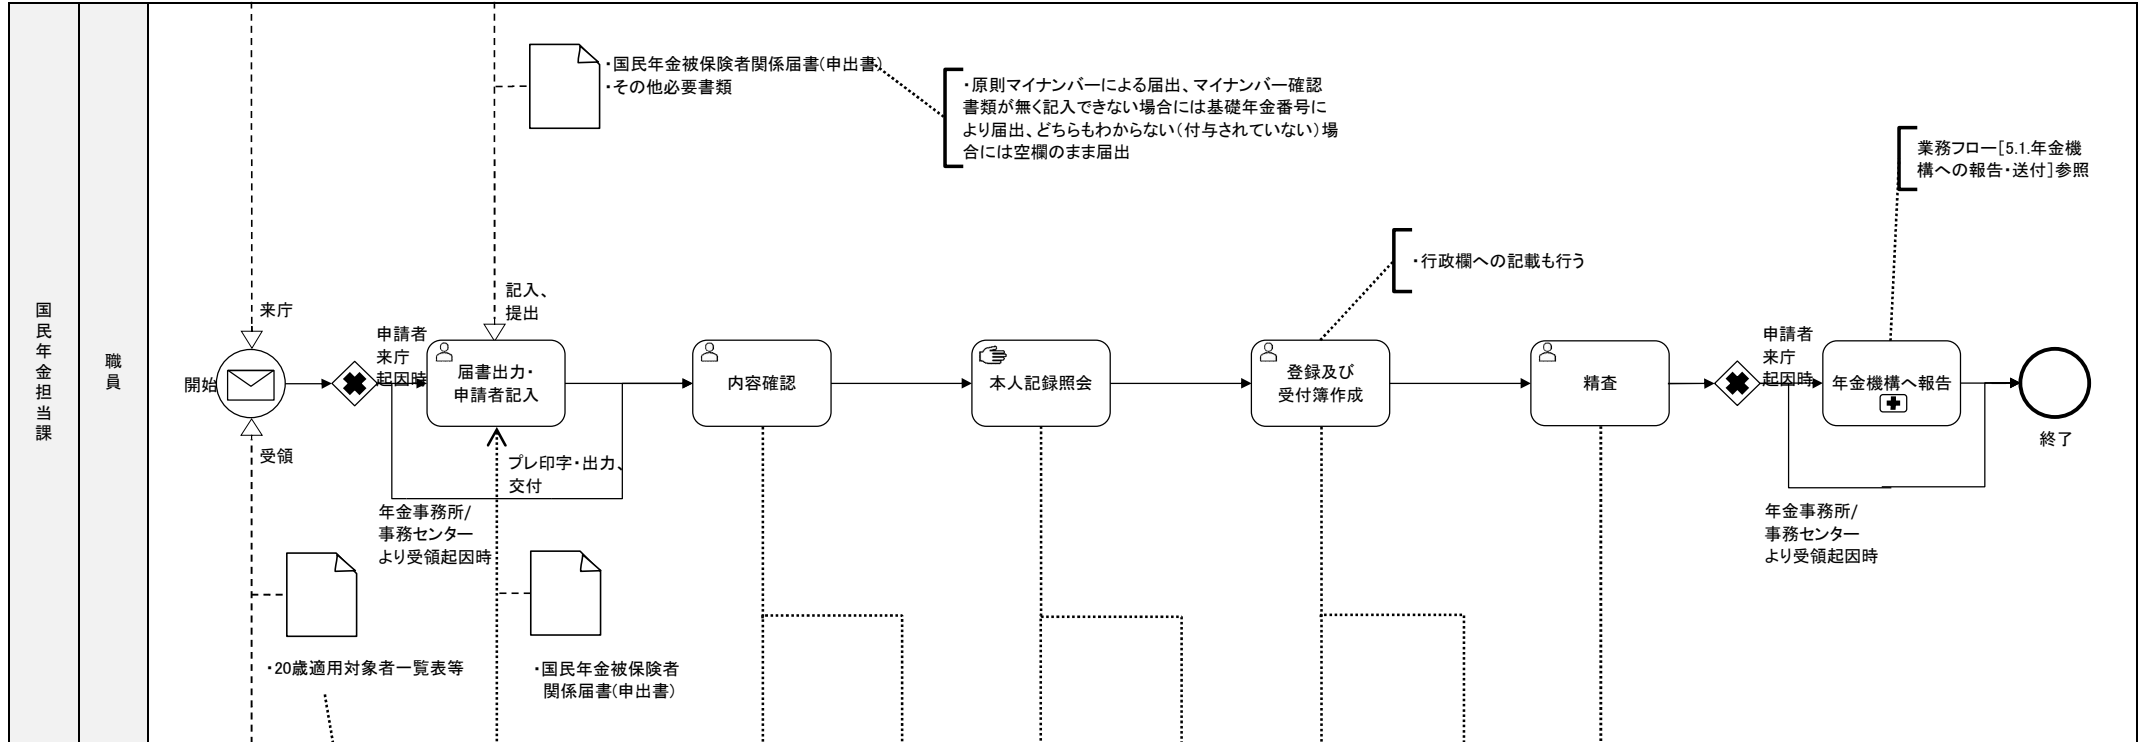 国民年金担当課
職員
・国民年金被保険者関係届書(申出書)
・その他必要書類
・原則マイナンバーによる届出、マイナンバー確認
書類が無く記入できない場合には基礎年金番号に
より届出、どちらもわからない(付与されていない)場
合には空欄のまま届出
業務フロー[5.1.年金機
構への報告・送付]参照
・行政欄への記載も行う
来庁
記入、
提出
開始
申請者
来庁
起因時
届書出力・
申請者記入
内容確認
本人記録照会
登録及び
受付簿作成
精査
申請者
来庁
起因時
年金機構へ報告
終了
受領
プレ印字・出力、
交付
年金事務所/
事務センター
より受領起因時
年金事務所/
事務センター
より受領起因時
・20歳適用対象者一覧表等
・国民年金被保険者
関係届書(申出書)